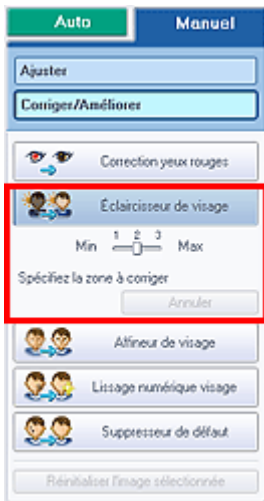 Auto Manuel
Ajuster
Corriger/Améliorer
Correction yeux rouges
Éclaircisseur de visage
1 2 3
Min Max
Spécifiez la zone à corriger
Annuler
Affineur de visage
Lissage numérique visage
Suppresseur de défaut
Réinitialiser l'image sélectionnée